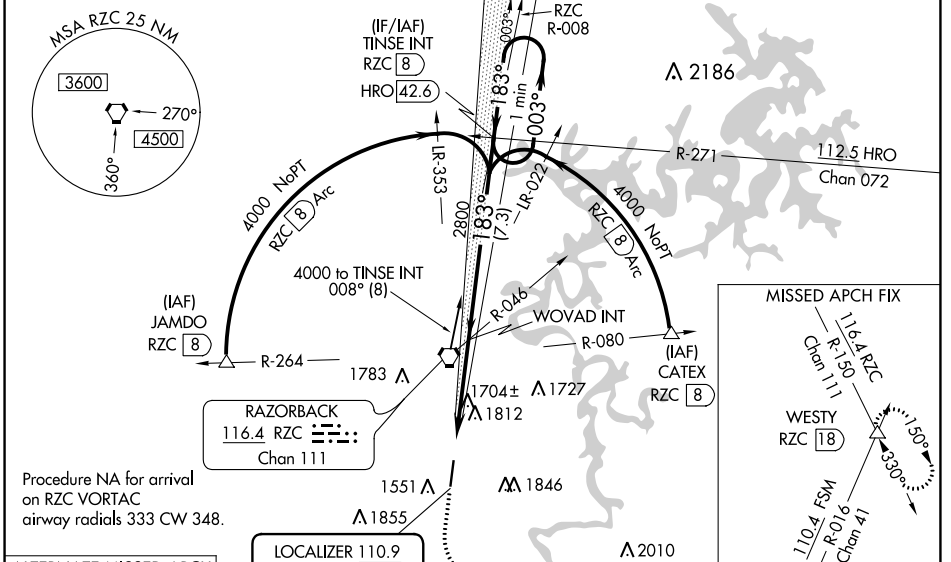 MSA RZC 25 NM
3600
270°
4500
360°
(IF/IAF)
TINSE INT
RZC 8
HRO 42.6
RZC
R-008
003°
183°
1 min
003°
2186
R-271
112.5 HRO
Chan 072
4000 NoPT
RZC 8 Arc
LR-353
2800
183°
(7.3)
LR-022
4000 NoPT
RZC 8 Arc
4000 to TINSE INT
008° (8)
R-046
WOVAD INT
(IAF)
JAMDO
RZC 8
R-264
R-080
(IAF)
CATEX
RZC 8
1783
1704±
1727
1812
RAZORBACK
116.4 RZC
Chan 111
MISSED APCH FIX
116.4 RZC
R-150
Chan 111
WESTY
RZC 18
150°
330°
110.4 FSM
R-016
Chan 41
Procedure NA for arrival
on RZC VORTAC
airway radials 333 CW 348.
1551
1846
1855
2010
LOCALIZER 110.9